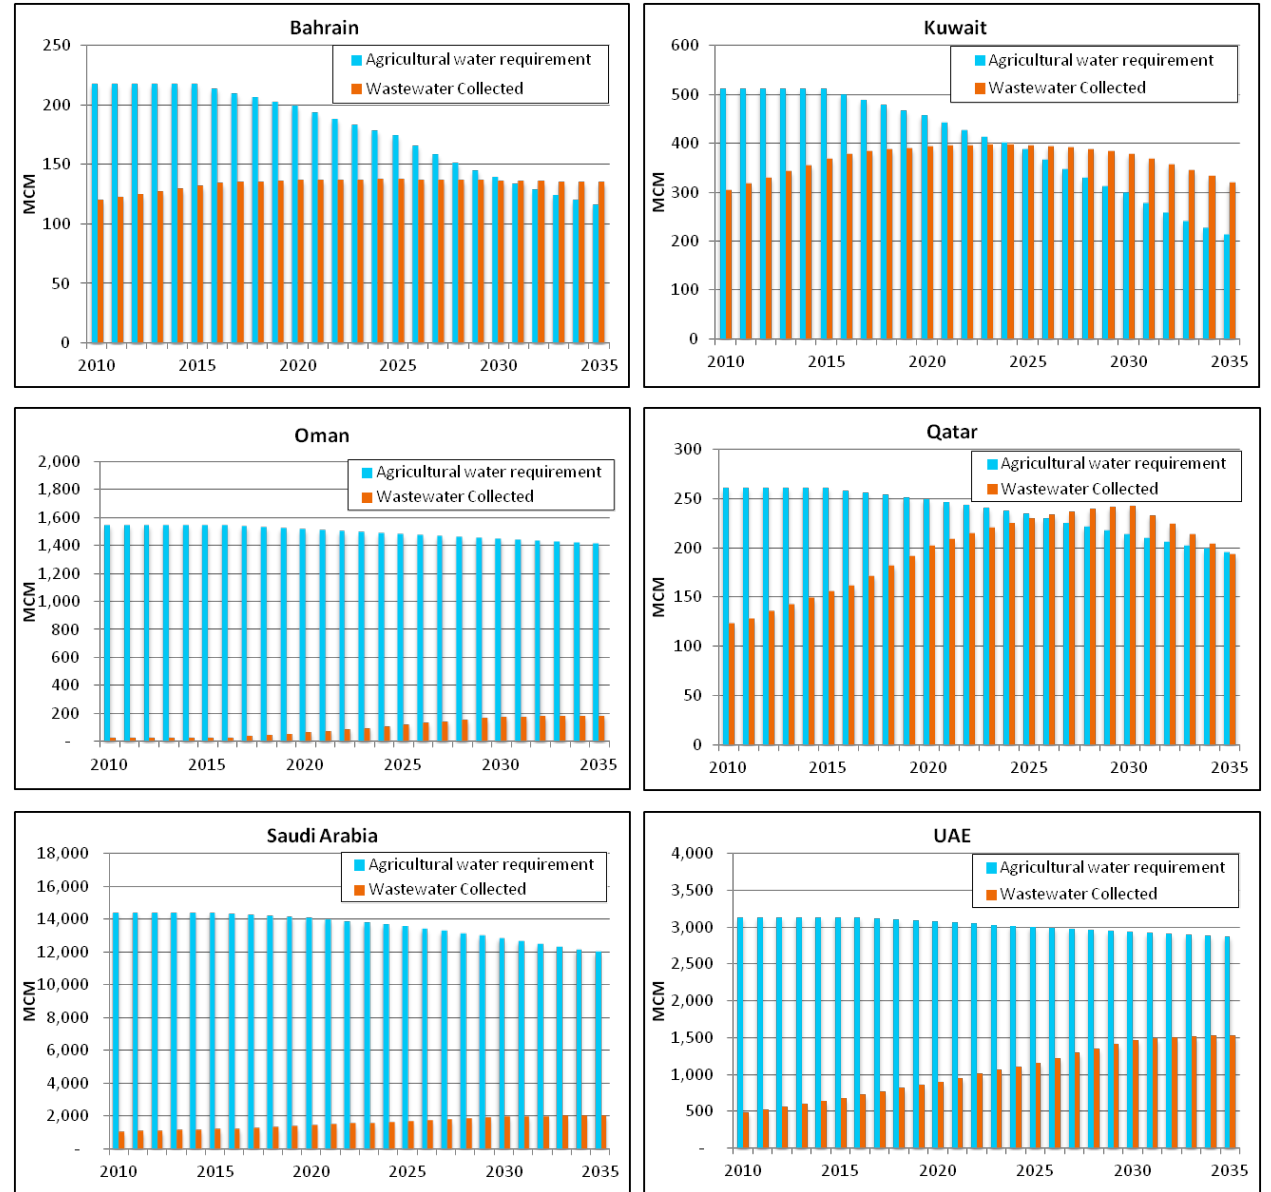 Bahrain
250
200
150
100
50
0
MCM
Agricultural water requirement
Wastewater Collected
2010 2015 2020 2025 2030 2035
Kuwait
600
500
400
300
200
100
0
MCM
Agricultural water requirement
Wastewater Collected
2010 2015 2020 2025 2030 2035
Oman
2,000
1,800
1,600
1,400
1,200
1,000
800
600
400
200
-
MCM
Agricultural water requirement
Wastewater Collected
2010 2015 2020 2025 2030 2035
Qatar
300
250
200
150
100
50
0
MCM
Agricultural water requirement
Wastewater Collected
2010 2015 2020 2025 2030 2035
Saudi Arabia
18,000
16,000
14,000
12,000
10,000
8,000
6,000
4,000
2,000
-
MCM
Agricultural water requirement
Wastewater Collected
2010 2015 2020 2025 2030 2035
UAE
4,000
3,500
3,000
2,500
2,000
1,500
1,000
500
-
MCM
Agricultural water requirement
Wastewater Collected
2010 2015 2020 2025 2030 2035